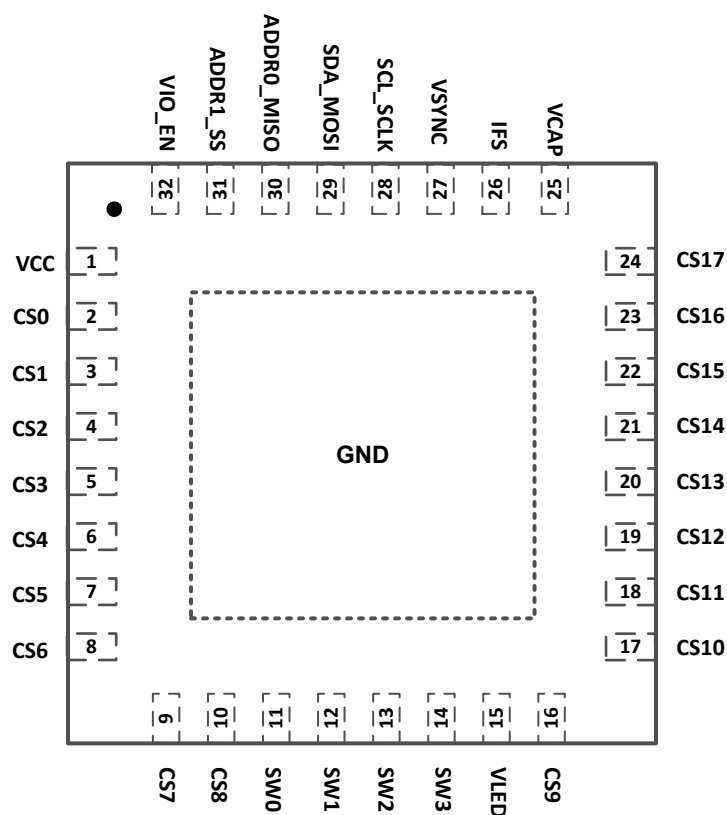 VIO_EN
ADDR1_SS
ADDR0_MISO
SDA_MOSI
SCL_SCLK
VSYNC
IFS
VCAP
32
31
30
29
28
27
26
25
VCC 1
CS0 2
CS1 3
CS2 4
CS3 5
CS4 6
CS5 7
CS6 8
GND
24 CS17
23 CS16
22 CS15
21 CS14
20 CS13
19 CS12
18 CS11
17 CS10
9
10
11
12
13
14
15
16
CS7
CS8
SW0
SW1
SW2
SW3
VLED
CS9